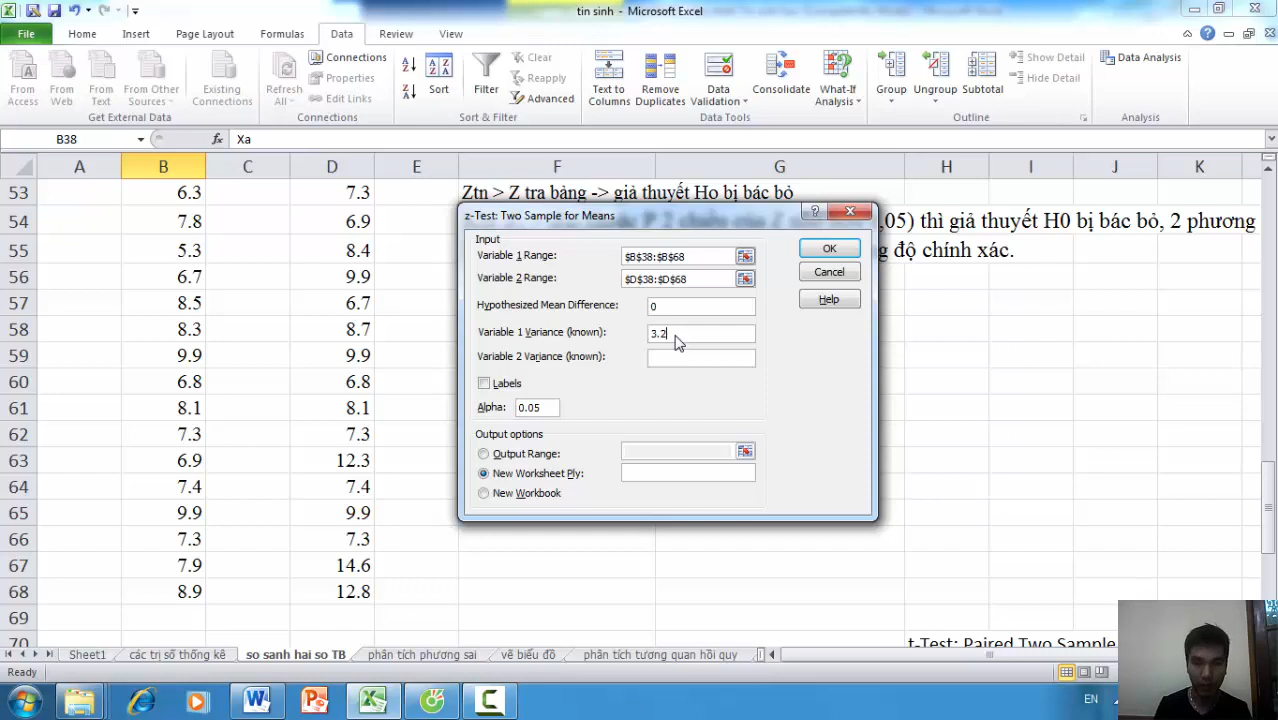 tin sinh - Microsoft Excel
File Home Insert Page Layout Formulas Data Review View
From Access
From Web
From Text
From Other Sources
Existing Connections
Refresh All
Connections
Properties
Edit Links
Sort
Filter
Clear
Reapply
Advanced
Text to Columns
Remove Duplicates
Data Validation
Consolidate
What-If Analysis
Group
Ungroup
Subtotal
Show Detail
Hide Detail
Data Analysis
Get External Data Connections Sort & Filter Data Tools Outline Analysis
B38 fx Xa
A B C D E F G H I J K
53 6.3 7.3 Ztn > Z tra bảng -> giả thuyết Ho bị bác bỏ
54 7.8 6.9 ,05) thì giả thuyết H0 bị bác bỏ, 2 phương
55 5.3 8.4 g độ chính xác.
56 6.7 9.9
57 8.5 6.7
58 8.3 8.7
59 9.9 9.9
60 6.8 6.8
61 8.1 8.1
62 7.3 7.3
63 6.9 12.3
64 7.4 7.4
65 9.9 9.9
66 7.3 7.3
67 7.9 14.6
68 8.9 12.8
69
70 t-Test: Paired Two Sample
z-Test: Two Sample for Means
Input
Variable 1 Range: $B$38:$B$68
Variable 2 Range: $D$38:$D$68
Hypothesized Mean Difference: 0
Variable 1 Variance (known): 3.2
Variable 2 Variance (known):
Labels
Alpha: 0.05
Output options
Output Range:
New Worksheet Ply:
New Workbook
OK
Cancel
Help
Sheet1 các trị số thống kê so sanh hai so TB phân tích phương sai vẽ biểu đồ phân tích tương quan hồi quy
Ready
EN